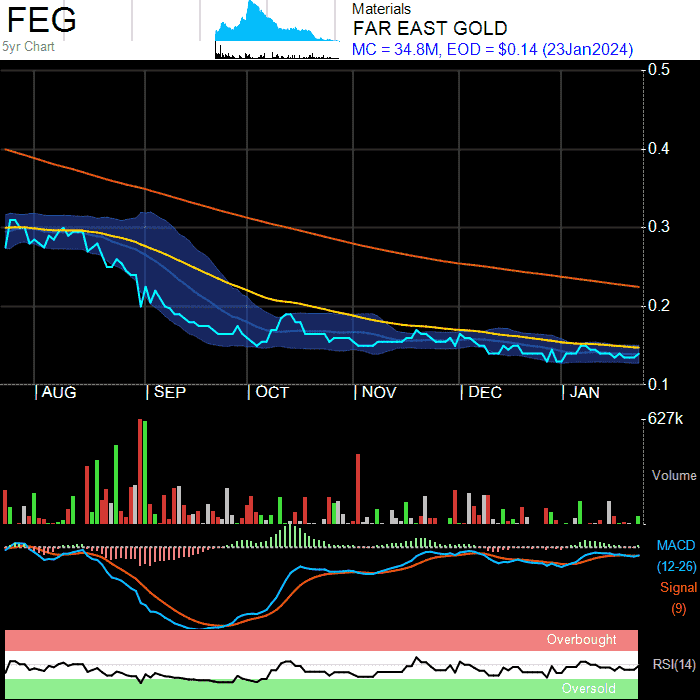 FEG
5yr Chart
Materials
FAR EAST GOLD
MC = 34.8M, EOD = $0.14 (23Jan2024)
0.5
0.4
0.3
0.2
0.1
AUG SEP OCT NOV DEC JAN
627k
Volume
MACD
(12-26)
Signal
(9)
Overbought
RSI(14)
Oversold